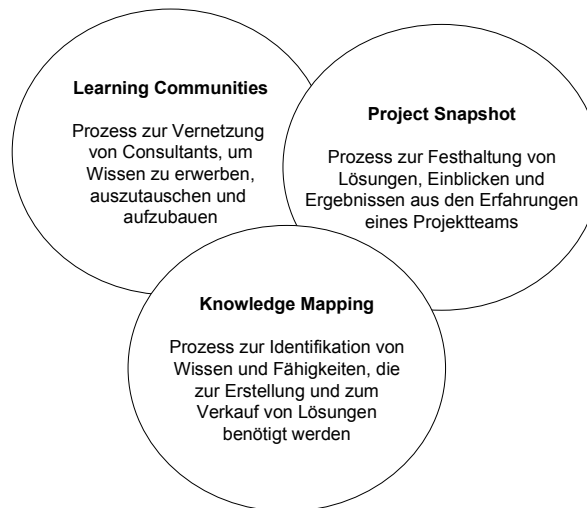 Learning Communities
Prozess zur Vernetzung
von Consultants, um
Wissen zu erwerben,
auszutauschen und
aufzubauen
Project Snapshot
Prozess zur Festhaltung von
Lösungen, Einblicken und
Ergebnissen aus den Erfahrungen
eines Projektteams
Knowledge Mapping
Prozess zur Identifikation von
Wissen und Fähigkeiten, die
zur Erstellung und zum
Verkauf von Lösungen
benötigt werden